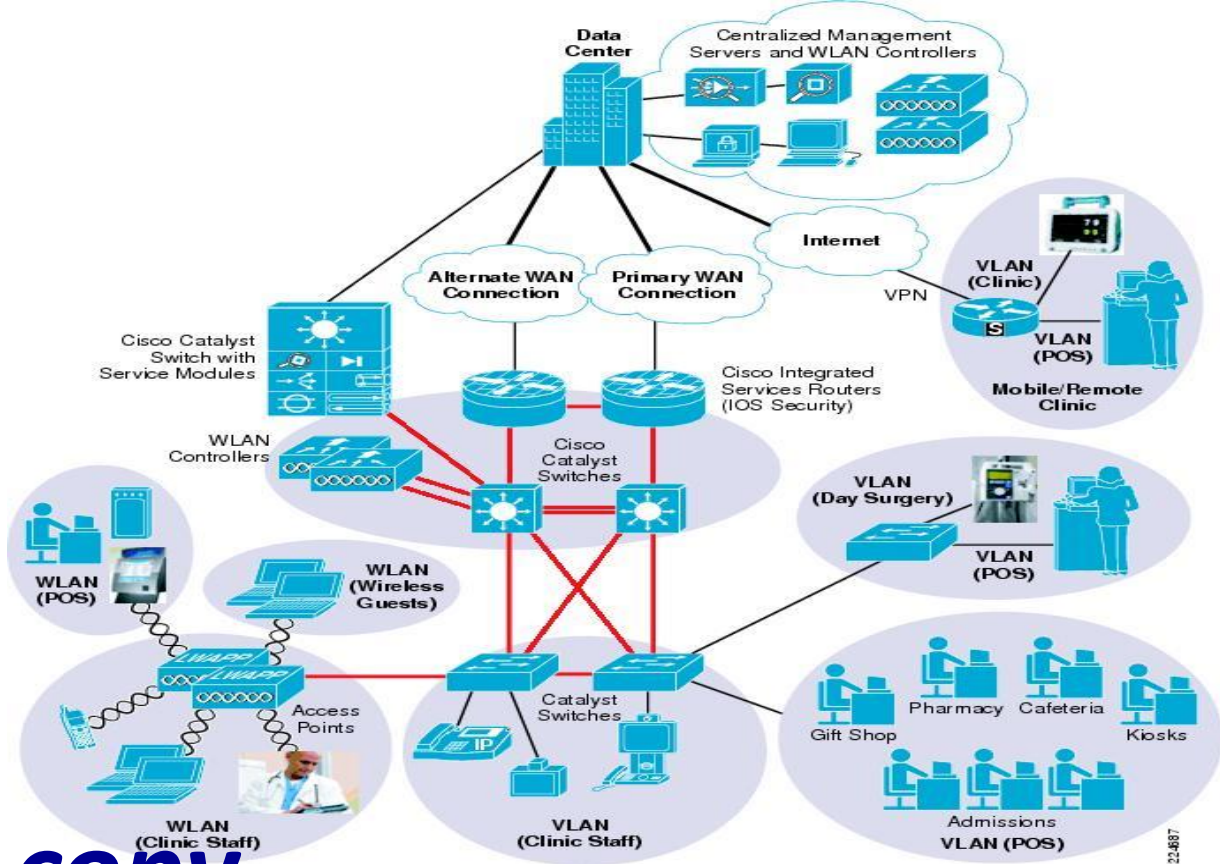 Data
Center
Centralized Management
Servers and WLAN Controllers
Internet
Alternate WAN
Connection
Primary WAN
Connection
VPN
VLAN
(Clinic)
VLAN
(POS)
Mobile/Remote
Clinic
Cisco Catalyst
Switch with
Service Modules
Cisco Integrated
Services Routers
(IOS Security)
WLAN
Controllers
Cisco
Catalyst
Switches
VLAN
(Day Surgery)
VLAN
(POS)
WLAN
(POS)
WLAN
(Wireless
Guests)
LWAPP
LWAPP
Access
Points
WLAN
(Clinic Staff)
Catalyst
Switches
IP
VLAN
(Clinic Staff)
Gift Shop
Pharmacy
Cafeteria
Kiosks
Admissions
VLAN (POS)
S
224687